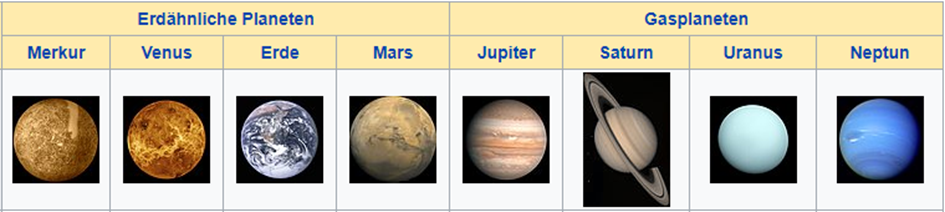 Erdähnliche Planeten Gasplaneten
Merkur Venus Erde Mars Jupiter Saturn Uranus Neptun